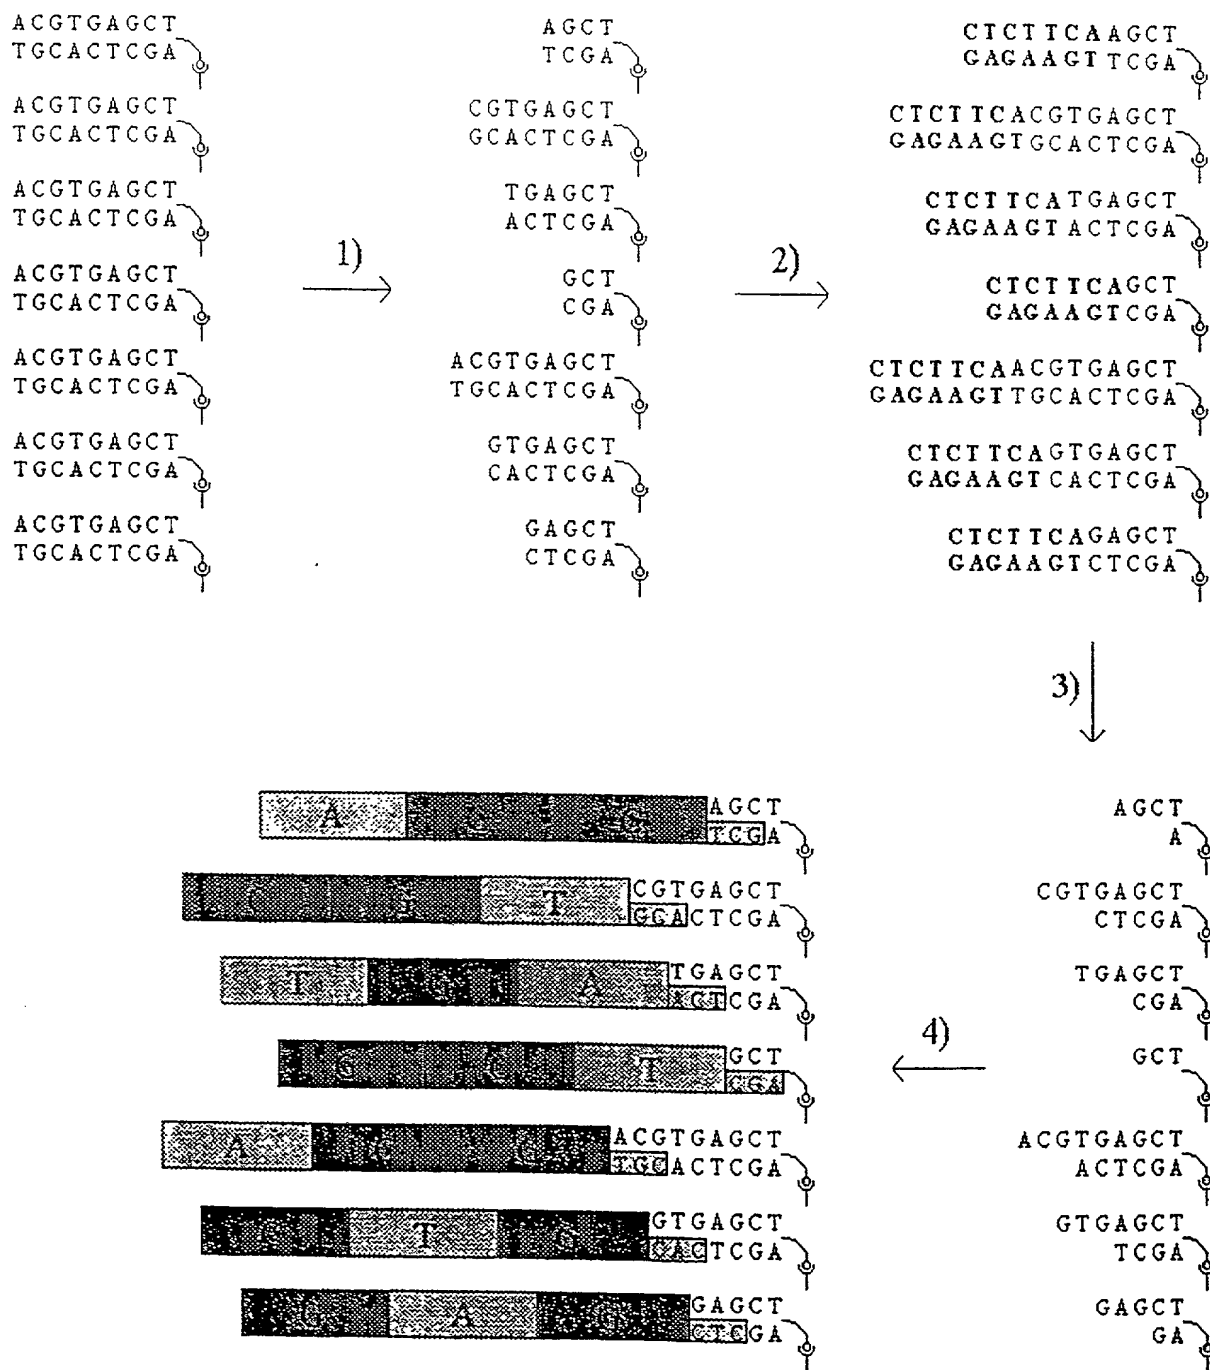 ACGTGAGCT
TGCACTCGA
ACGTGAGCT
TGCACTCGA
ACGTGAGCT
TGCACTCGA
ACGTGAGCT
TGCACTCGA
ACGTGAGCT
TGCACTCGA
ACGTGAGCT
TGCACTCGA
ACGTGAGCT
TGCACTCGA
1)
AGCT
TCGA
CGTGAGCT
GCACTCGA
TGAGCT
ACTCGA
GCT
CGA
ACGTGAGCT
TGCACTCGA
GTGAGCT
CACTCGA
GAGCT
CTCGA
2)
CTCTTCAAGCT
GAGAAGTTCGA
CTCTTCACGTGAGCT
GAGAAGTGCACTCGA
CTCTTCATGAGCT
GAGAAGTACTCGA
CTCTTCAGCT
GAGAAGTCGA
CTCTTCAACGTGAGCT
GAGAAGTTGCACTCGA
CTCTTCAGTGAGCT
GAGAAGTCACTCGA
CTCTTCAGAGCT
GAGAAGTCTCGA
3)
AGCT
A
CGTGAGCT
CTCGA
TGAGCT
CGA
GCT
ACGTGAGCT
ACTCGA
GTGAGCT
TCGA
GAGCT
GA
4)
A G AGCT
TCGA
T CGTGAGCT
CTCGA
T G A TGAGCT
ACTCGA
G C T GCT
CGA
A ACGTGAGCT
TGCACTCGA
T G GTGAGCT
CACTCGA
G A G GAGCT
CTCGA